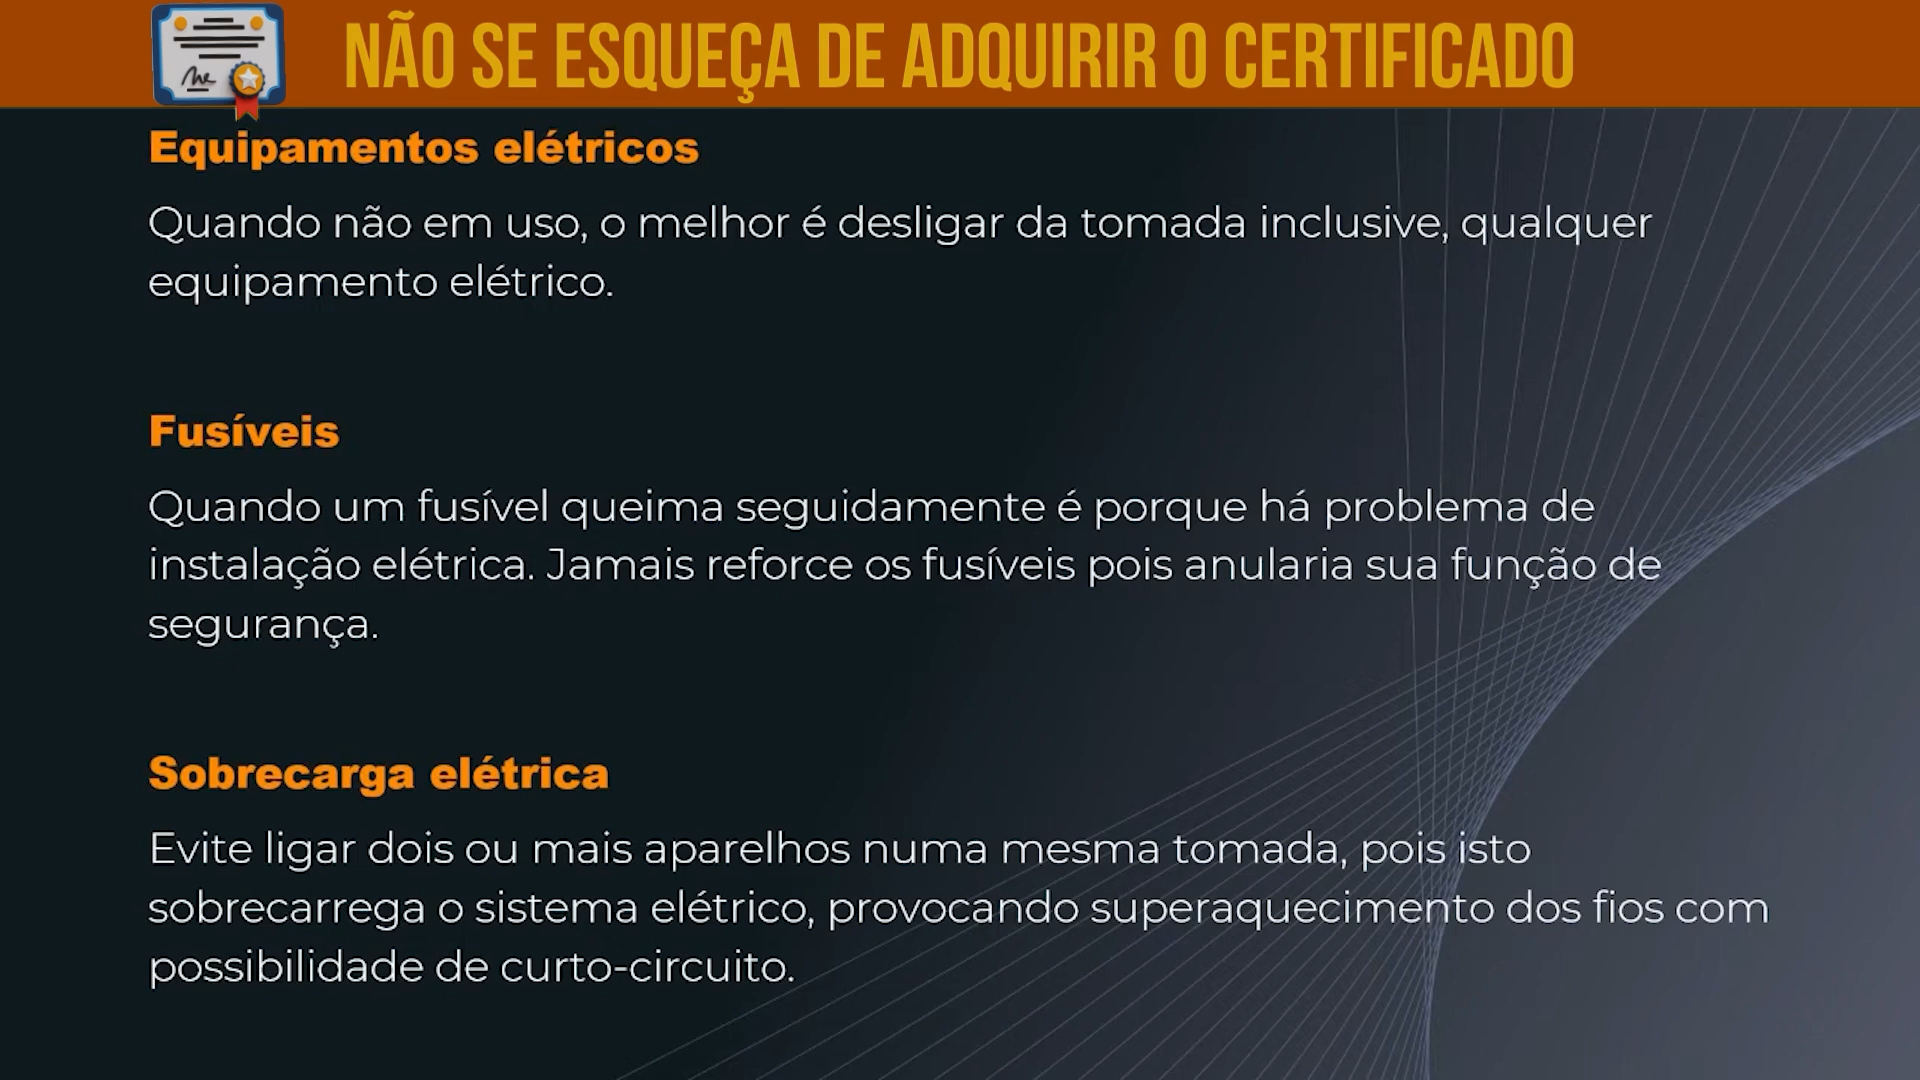 NÃO SE ESQUEÇA DE ADQUIRIR O CERTIFICADO
Equipamentos elétricos
Quando não em uso, o melhor é desligar da tomada inclusive, qualquer
equipamento elétrico.
Fusíveis
Quando um fusível queima seguidamente é porque há problema de
instalação elétrica. Jamais reforce os fusíveis pois anularia sua função de
segurança.
Sobrecarga elétrica
Evite ligar dois ou mais aparelhos numa mesma tomada, pois isto
sobrecarrega o sistema elétrico, provocando superaquecimento dos fios com
possibilidade de curto-circuito.